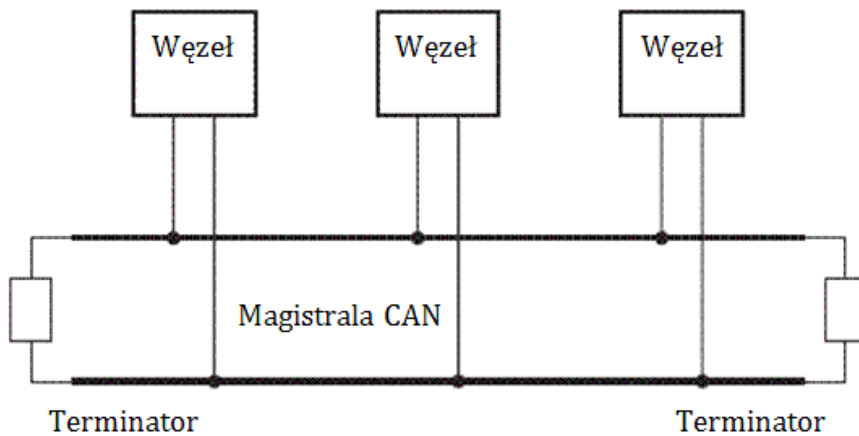 Węzeł
Węzeł
Węzeł
Magistrala CAN
Terminator
Terminator